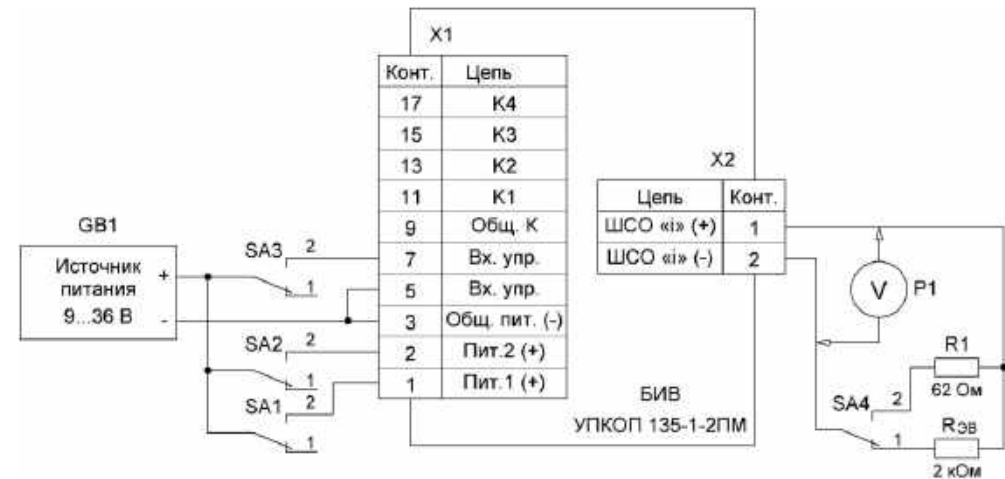 X1
Конт. Цепь
17 К4
15 К3
13 К2
11 К1
9 Общ. К
7 Вх. упр.
5 Вх. упр.
3 Общ. пит. (-)
2 Пит.2 (+)
1 Пит.1 (+)
GB1
Источник
питания
9...36 В
+
-
SA3 2
1
SA2 2
1
SA1 2
1
X2
Цепь Конт.
ШСО «i» (+) 1
ШСО «i» (-) 2
V P1
БИВ
УПКОП 135-1-2ПМ
R1
62 Ом
SA4 2
1
Rэв
2 кОм